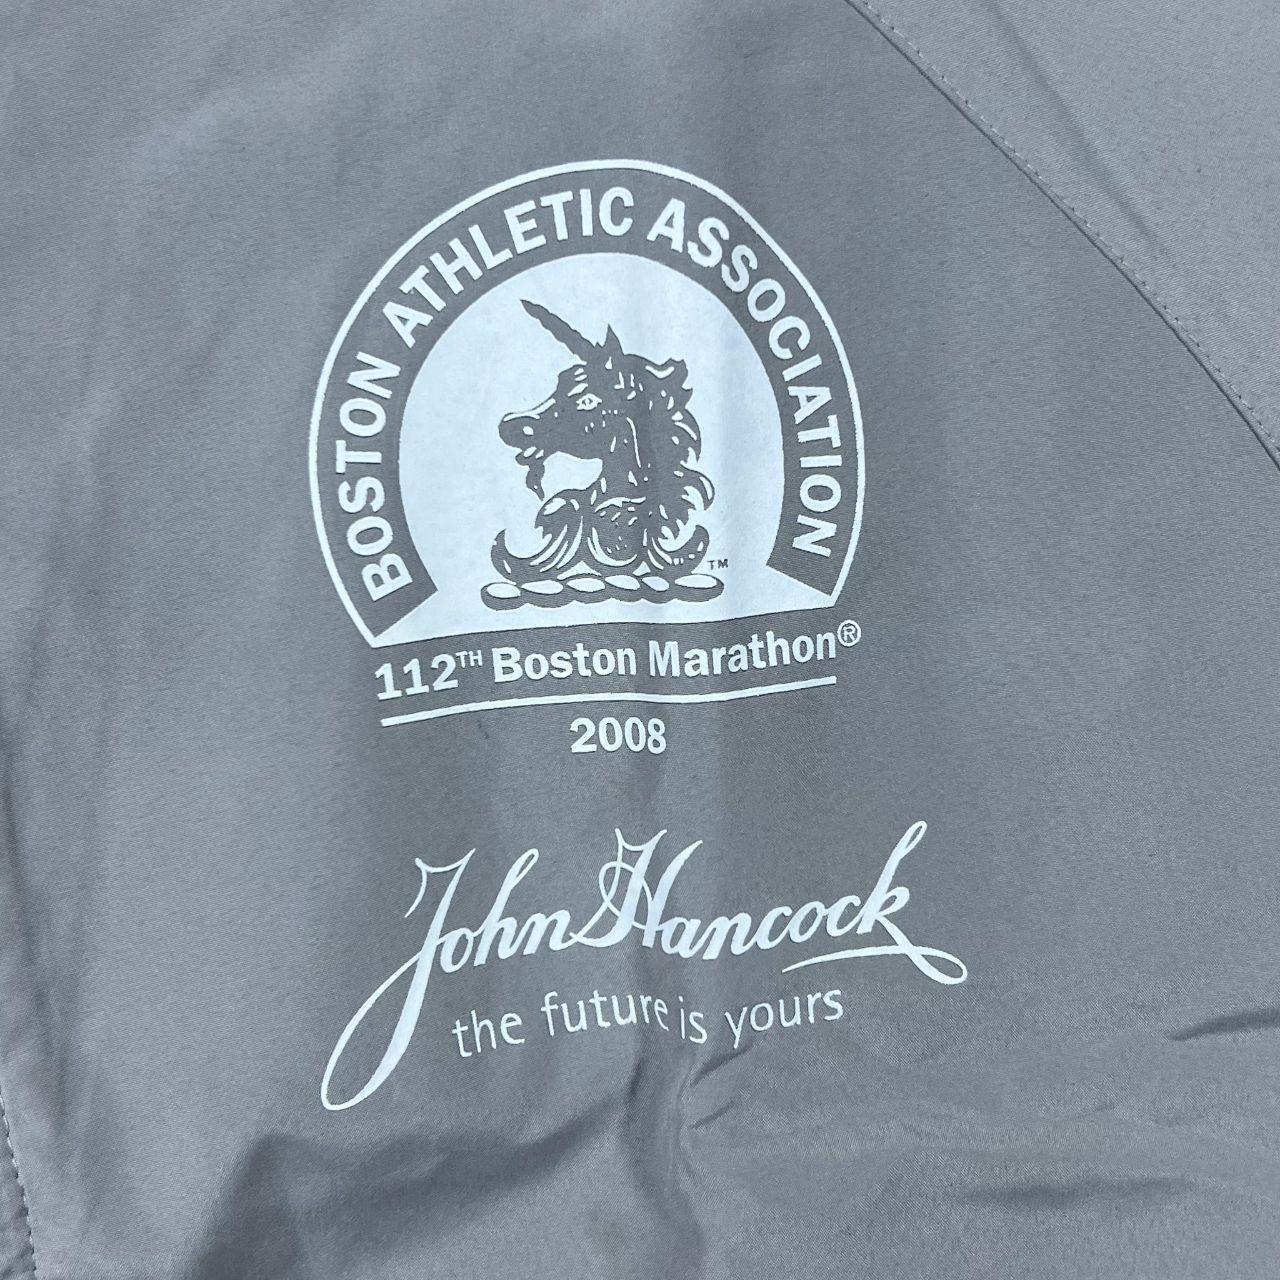 BOSTON ATHLETIC ASSOCIATION
TM
112TH Boston Marathon®
2008
John Hancock
the future is yours